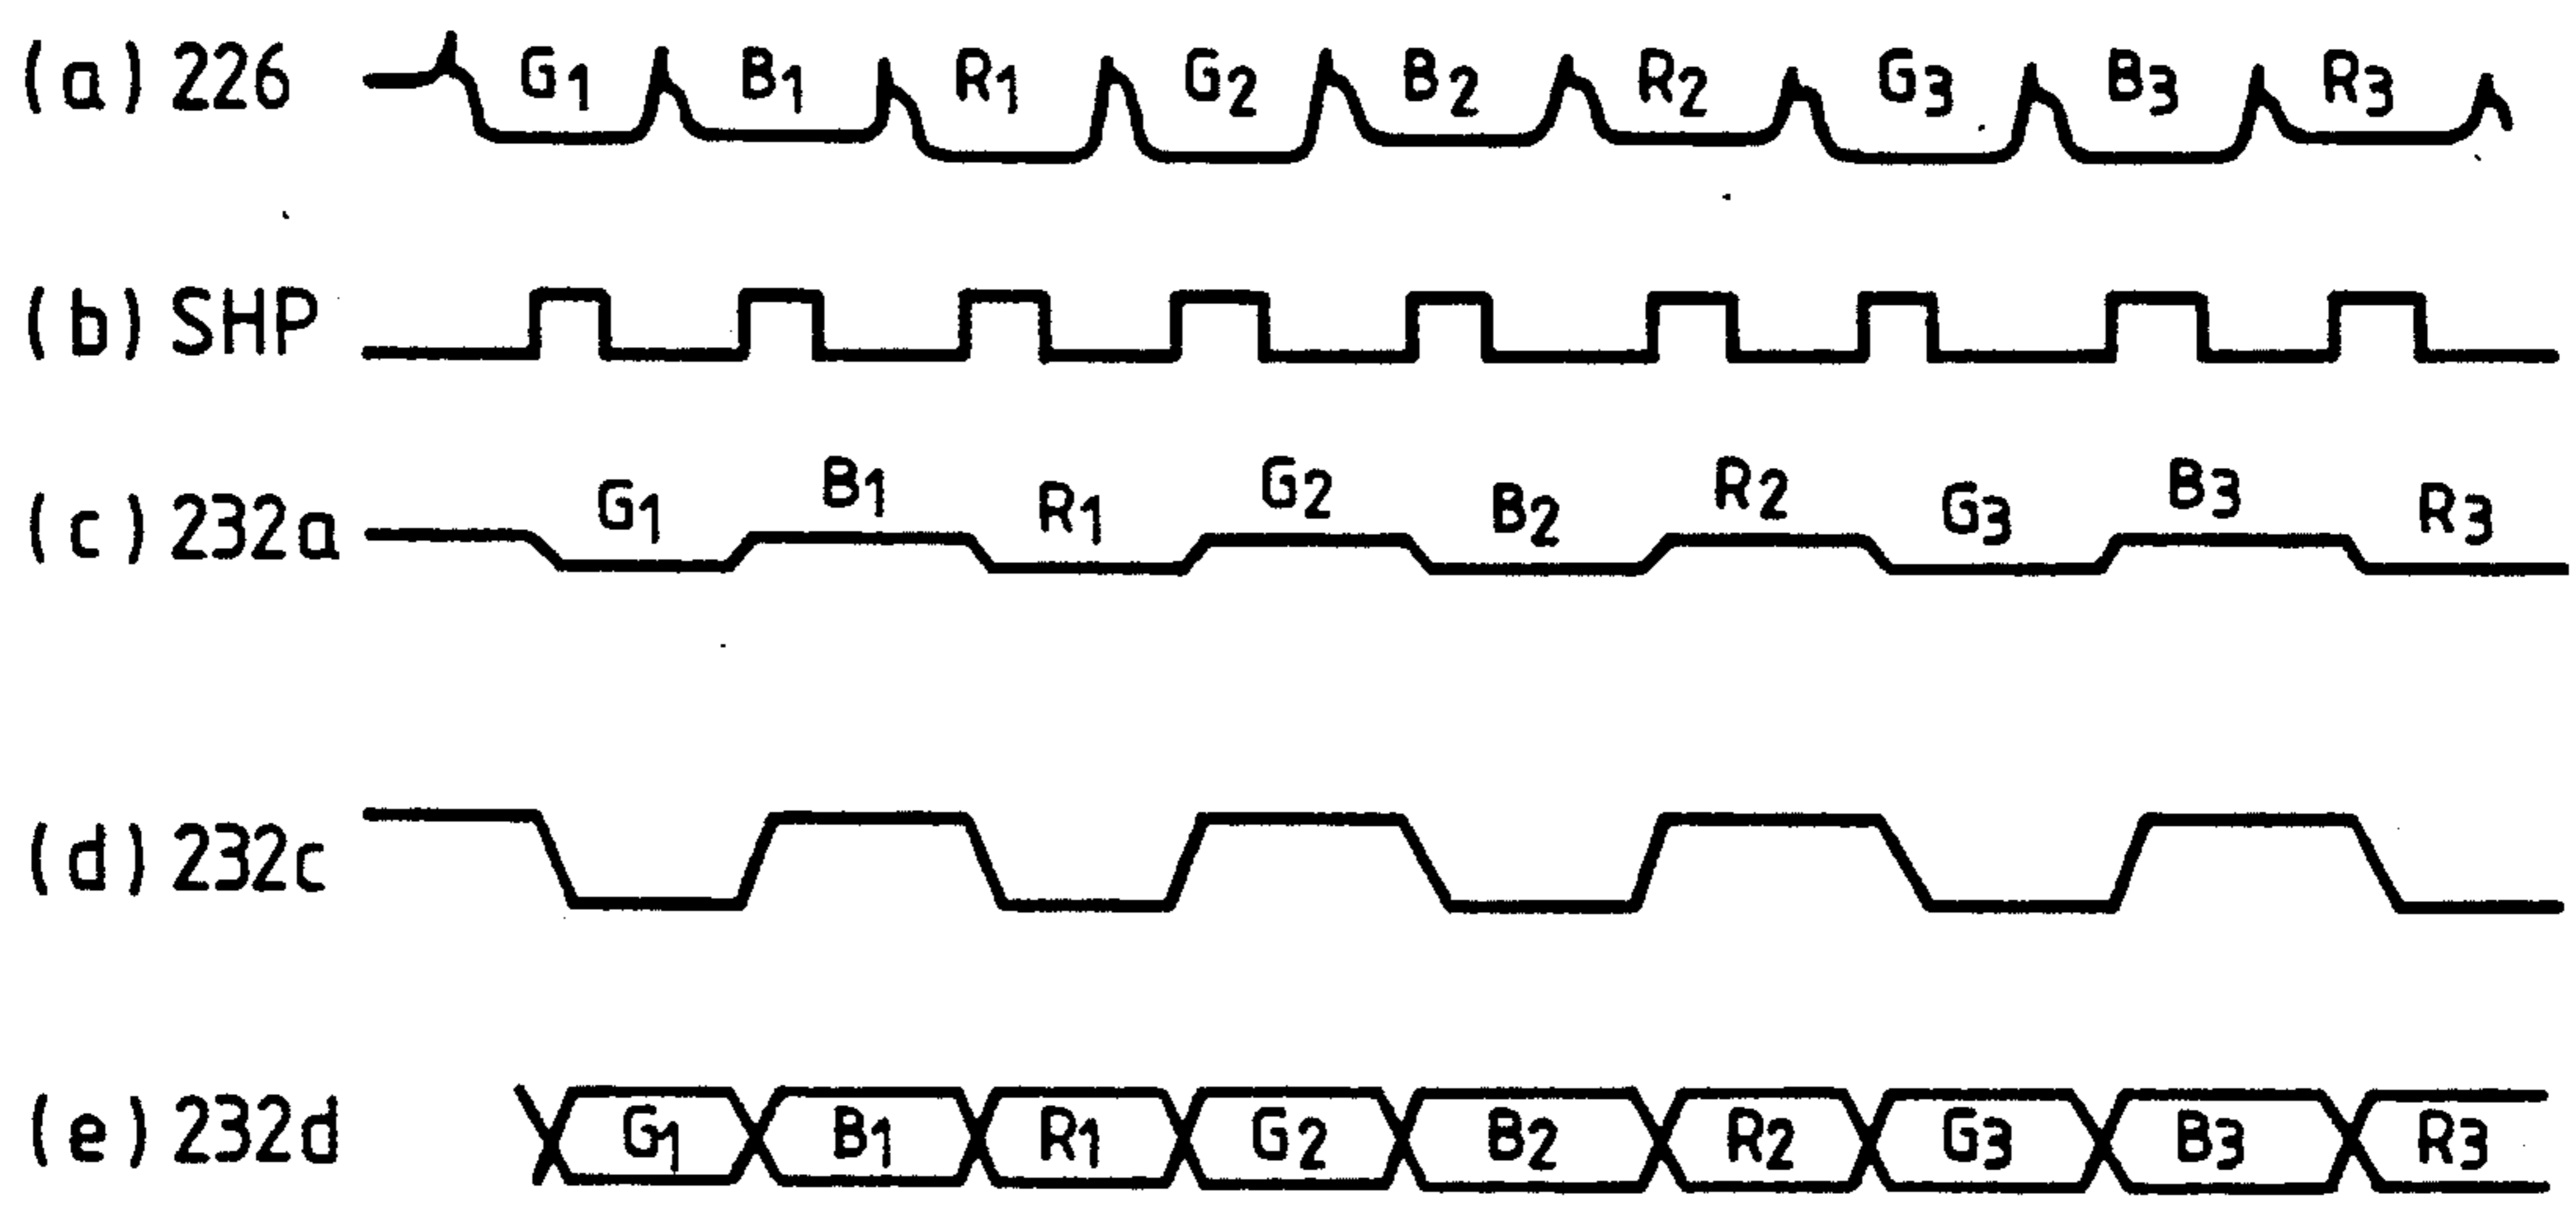 (a) 226 G1 B1 R1 G2 B2 R2 G3 B3 R3
(b) SHP
(c) 232a G1 B1 R1 G2 B2 R2 G3 B3 R3
(d) 232c
(e) 232d G1 B1 R1 G2 B2 R2 G3 B3 R3